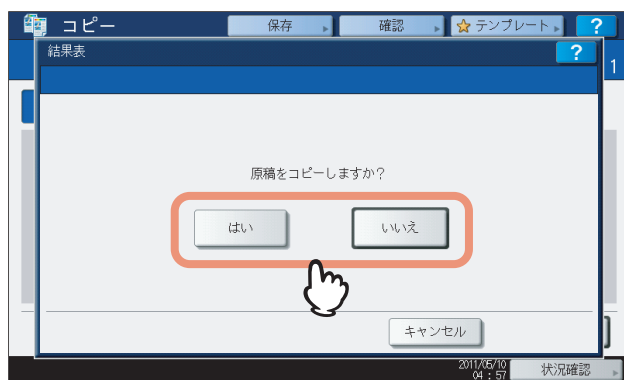 コピー 保存 確認 テンプレート ?
結果表 ?
1
原稿をコピーしますか?
はい いいえ
キャンセル
2011/05/10
04 : 57
状況確認